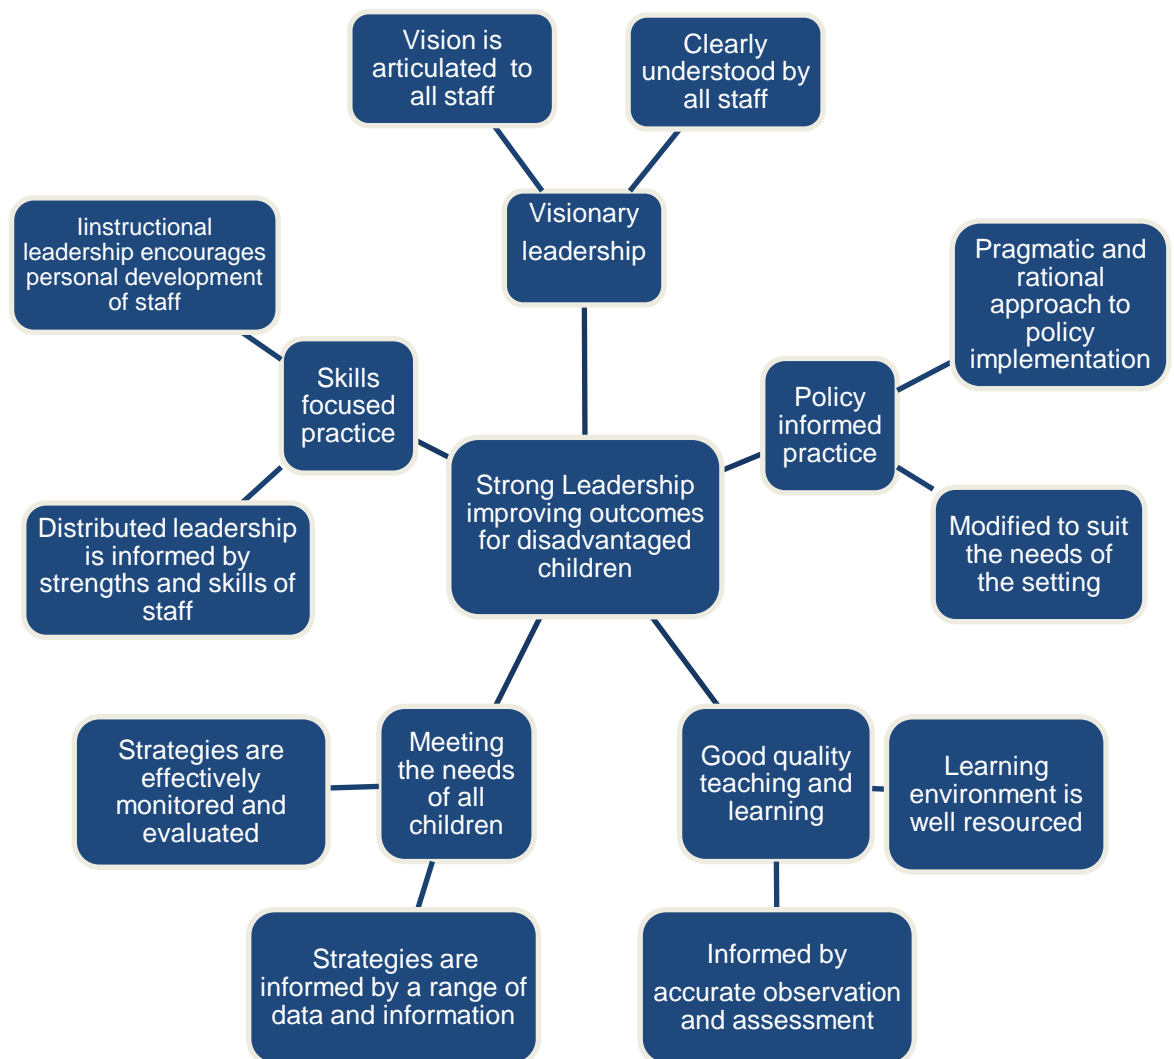 Vision is
articulated to
all staff
Clearly
understood by
all staff
Visionary
leadership
Iinstructional
leadership encourages
personal development
of staff
Pragmatic and
rational
approach to
policy
implementation
Skills
focused
practice
Policy
informed
practice
Strong Leadership
improving outcomes
for disadvantaged
children
Distributed leadership
is informed by
strengths and skills of
staff
Modified to suit
the needs of
the setting
Strategies are
effectively
monitored and
evaluated
Meeting
the needs
of all
children
Good quality
teaching and
learning
Learning
environment is
well resourced
Strategies are
informed by a range of
data and information
Informed by
accurate observation
and assessment